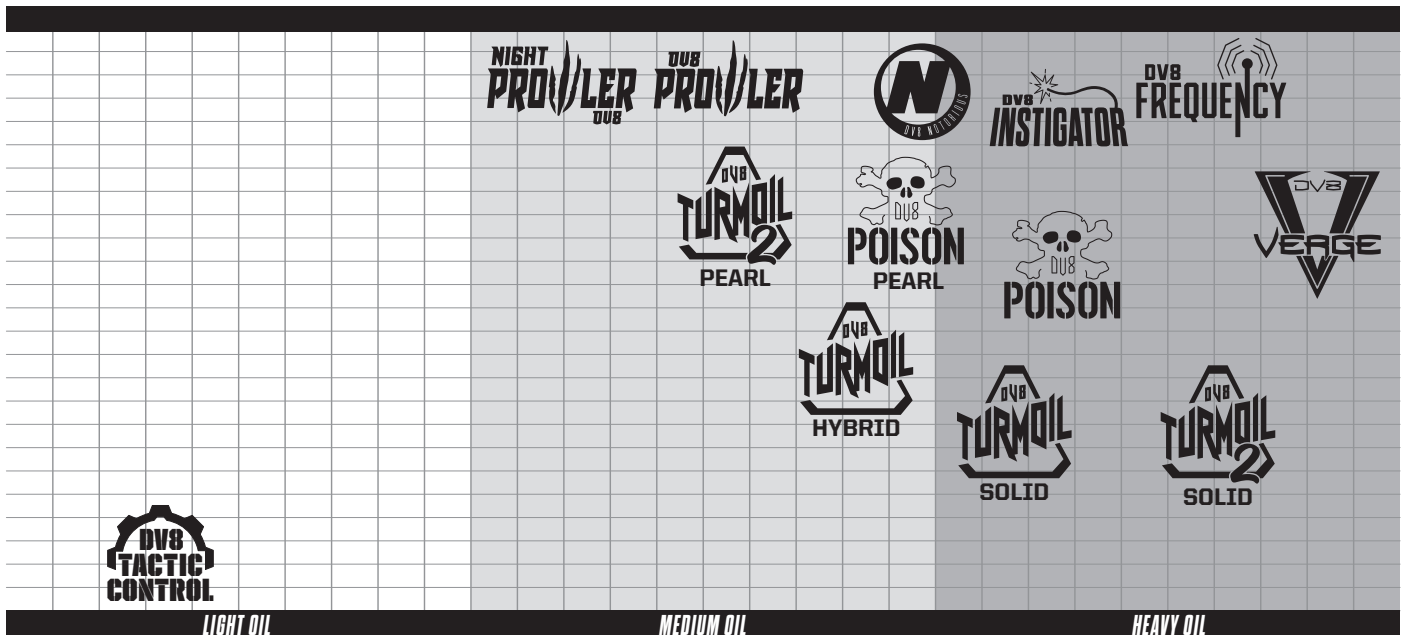 NIGHT
PROWLER
DV8
DV8
PROWLER
N
DV8 NOTORIOUS
DV8
INSTIGATOR
DV8
FREQUENCY
DV8
TURMOIL
2
PEARL
DV8
POISON
PEARL
DV8
POISON
DV8
VERGE
DV8
TURMOIL
HYBRID
DV8
TURMOIL
SOLID
DV8
TURMOIL
2
SOLID
DV8
TACTIC
CONTROL
LIGHT OIL
MEDIUM OIL
HEAVY OIL